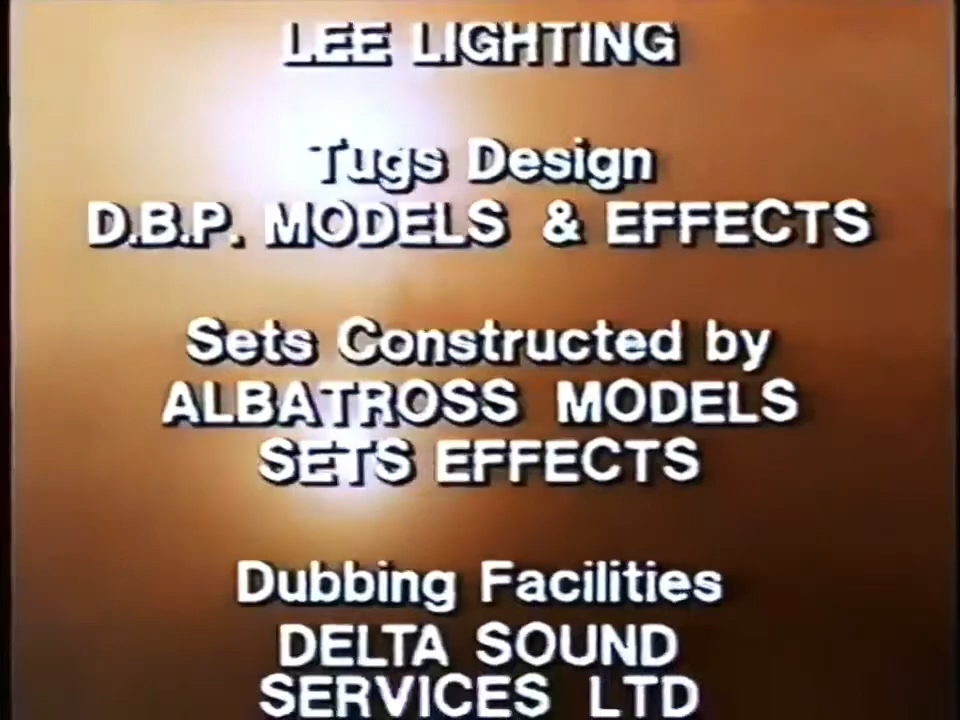 LEE LIGHTING
Tugs Design
D.B.P. MODELS & EFFECTS
Sets Constructed by
ALBATROSS MODELS
SETS EFFECTS
Dubbing Facilities
DELTA SOUND
SERVICES LTD